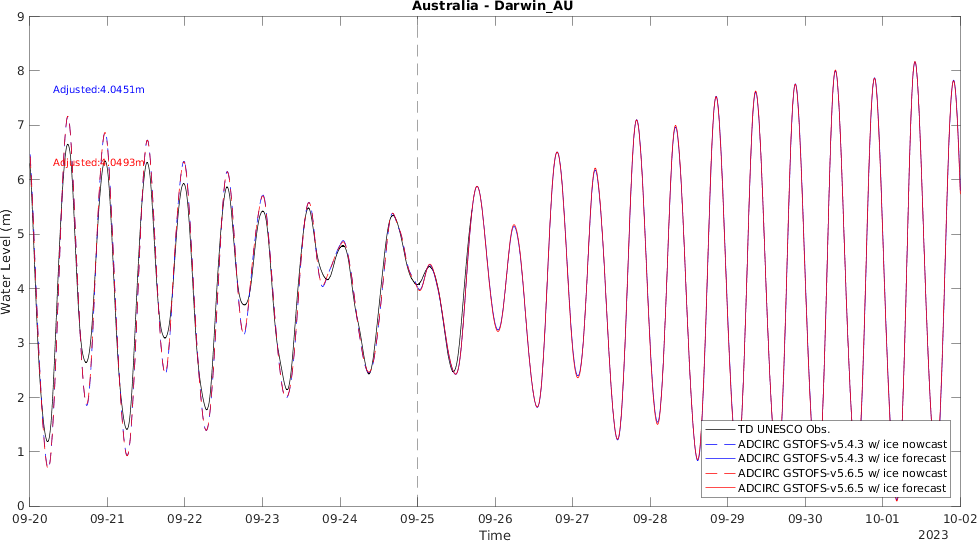 Australia - Darwin_AU
9
8
7
6
5
4
3
2
1
0
Water Level (m)
Adjusted:4.0451m
Adjusted:4.0493m
TD UNESCO Obs.
ADCIRC GSTOFS-v5.4.3 w/ ice nowcast
ADCIRC GSTOFS-v5.4.3 w/ ice forecast
ADCIRC GSTOFS-v5.6.5 w/ ice nowcast
ADCIRC GSTOFS-v5.6.5 w/ ice forecast
09-20 09-21 09-22 09-23 09-24 09-25 09-26 09-27 09-28 09-29 09-30 10-01 10-02
Time
2023